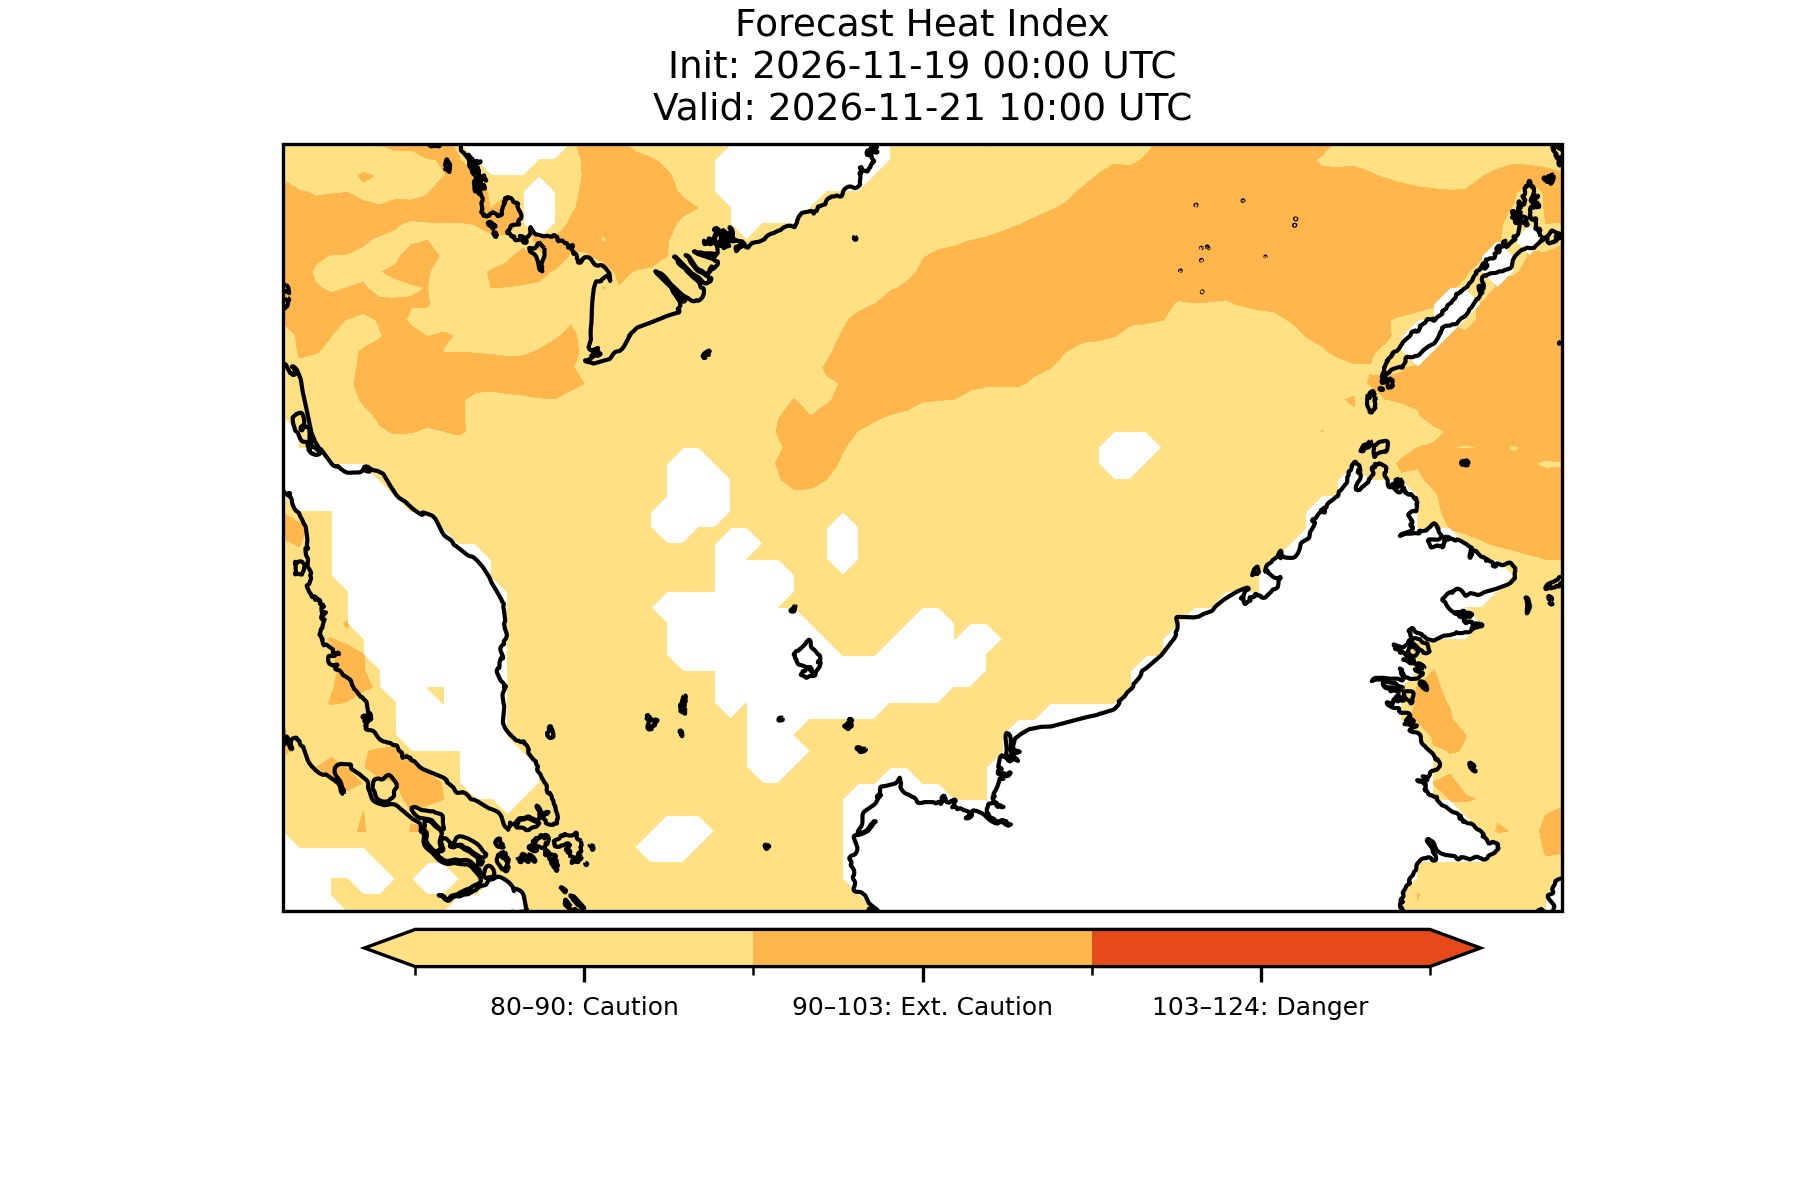 Forecast Heat Index
Init: 2026-11-19 00:00 UTC
Valid: 2026-11-21 10:00 UTC
80–90: Caution
90–103: Ext. Caution
103–124: Danger